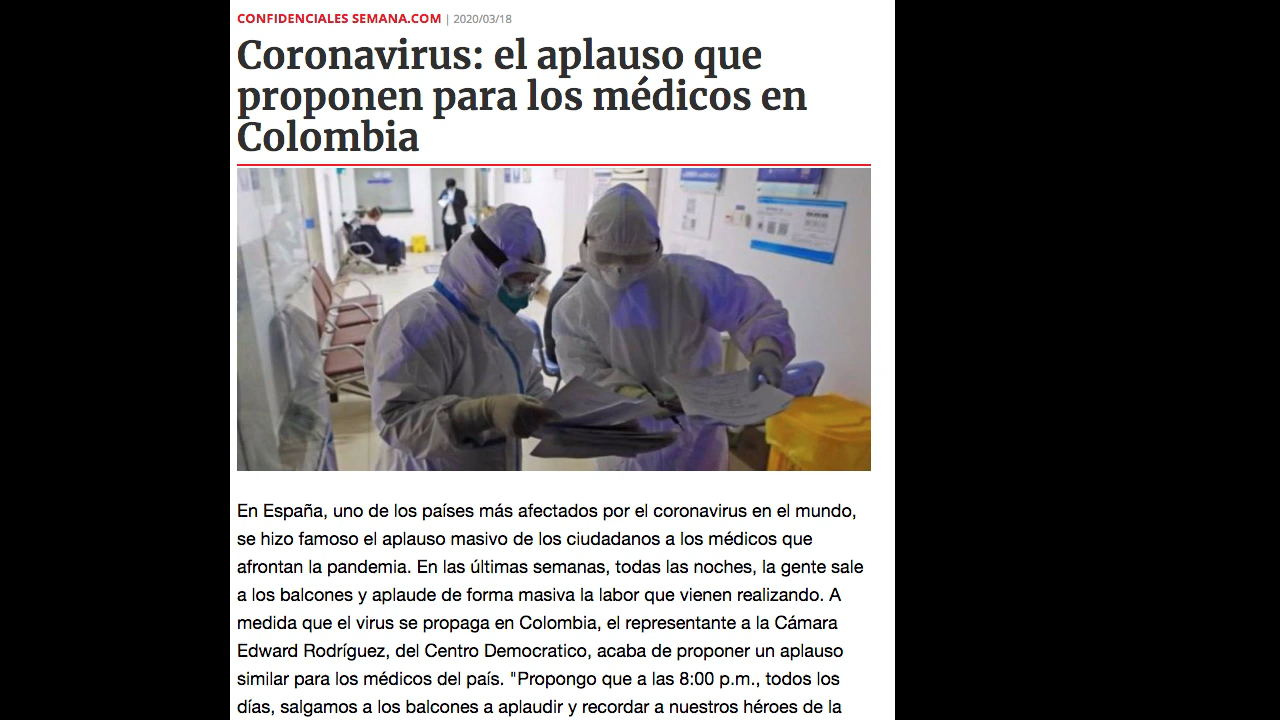 CONFIDENCIALES SEMANA.COM | 2020/03/18
Coronavirus: el aplauso que
proponen para los médicos en
Colombia
En España, uno de los países más afectados por el coronavirus en el mundo,
se hizo famoso el aplauso masivo de los ciudadanos a los médicos que
afrontan la pandemia. En las últimas semanas, todas las noches, la gente sale
a los balcones y aplaude de forma masiva la labor que vienen realizando. A
medida que el virus se propaga en Colombia, el representante a la Cámara
Edward Rodríguez, del Centro Democratico, acaba de proponer un aplauso
similar para los médicos del país. "Propongo que a las 8:00 p.m., todos los
días, salgamos a los balcones a aplaudir y recordar a nuestros héroes de la